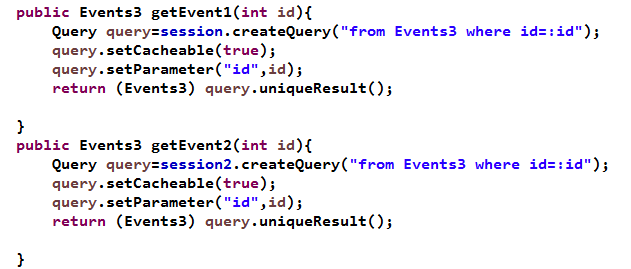 public Events3 getEvent1(int id){
    Query query=session.createQuery("from Events3 where id=:id");
    query.setCacheable(true);
    query.setParameter("id",id);
    return (Events3) query.uniqueResult();

}
public Events3 getEvent2(int id){
    Query query=session2.createQuery("from Events3 where id=:id");
    query.setCacheable(true);
    query.setParameter("id",id);
    return (Events3) query.uniqueResult();

}